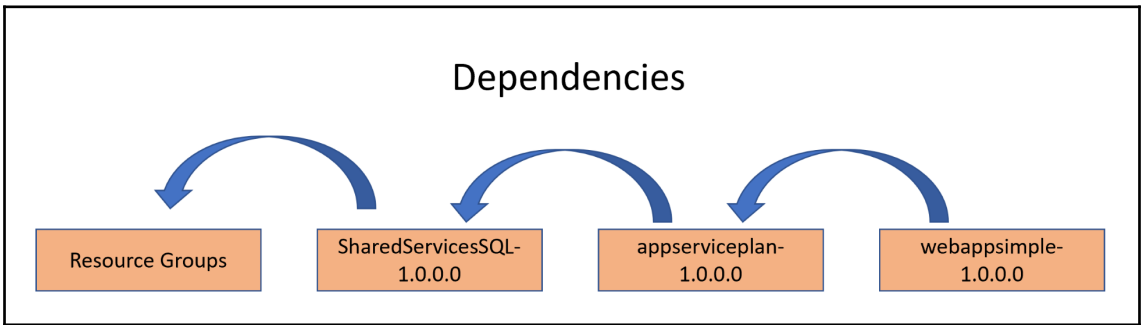 Dependencies
Resource Groups
SharedServicesSQL-
1.0.0.0
appserviceplan-
1.0.0.0
webappsimple-
1.0.0.0